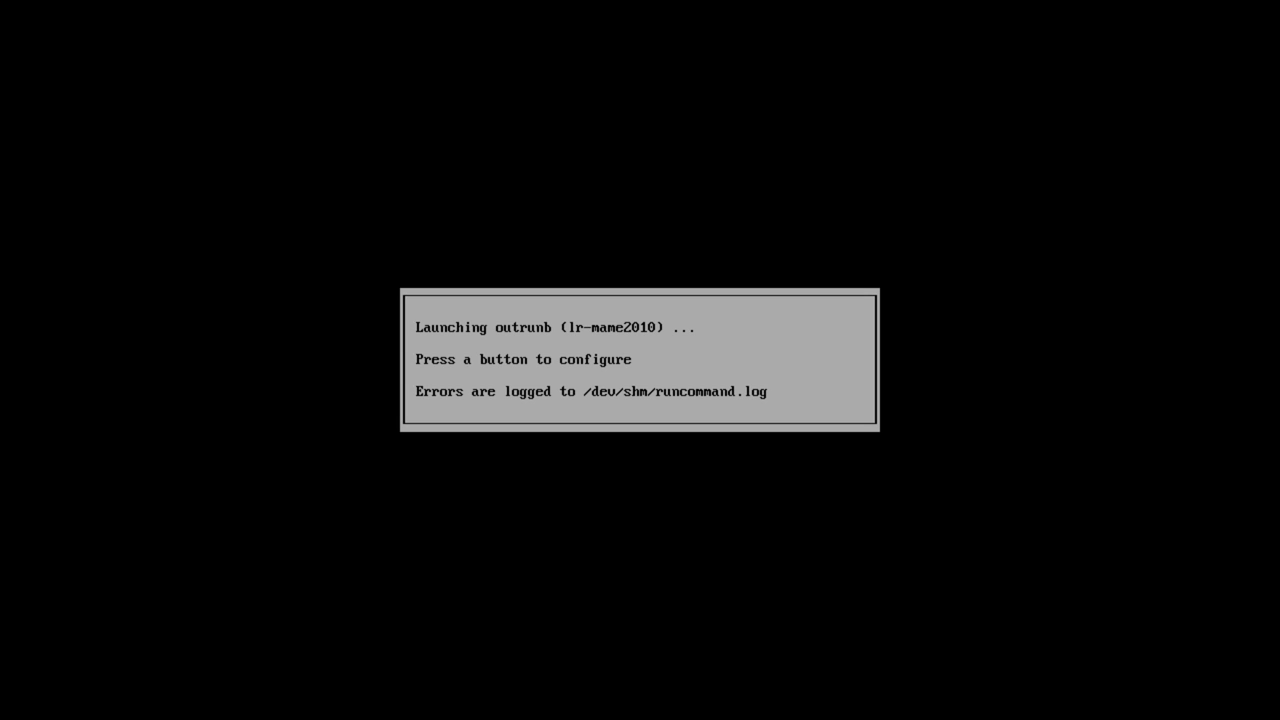 Launching outrunb (lr-mame2010) ...
Press a button to configure
Errors are logged to /dev/shm/runcommand.log